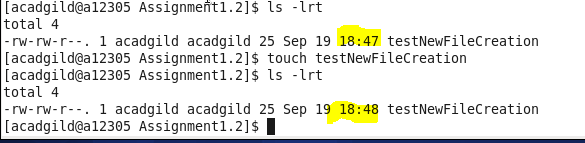 [acadgild@a12305 Assignment1.2]$ ls -lrt
total 4
-rw-rw-r--. 1 acadgild acadgild 25 Sep 19 18:47 testNewFileCreation
[acadgild@a12305 Assignment1.2]$ touch testNewFileCreation
[acadgild@a12305 Assignment1.2]$ ls -lrt
total 4
-rw-rw-r--. 1 acadgild acadgild 25 Sep 19 18:48 testNewFileCreation
[acadgild@a12305 Assignment1.2]$